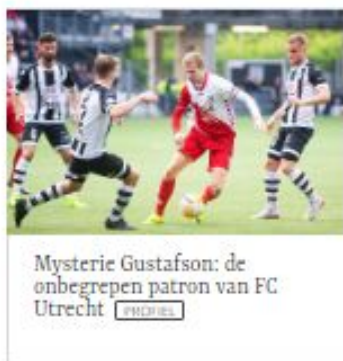 Mysterie Gustafson: de
onbegrepen patron van FC
Utrecht PROFIEL